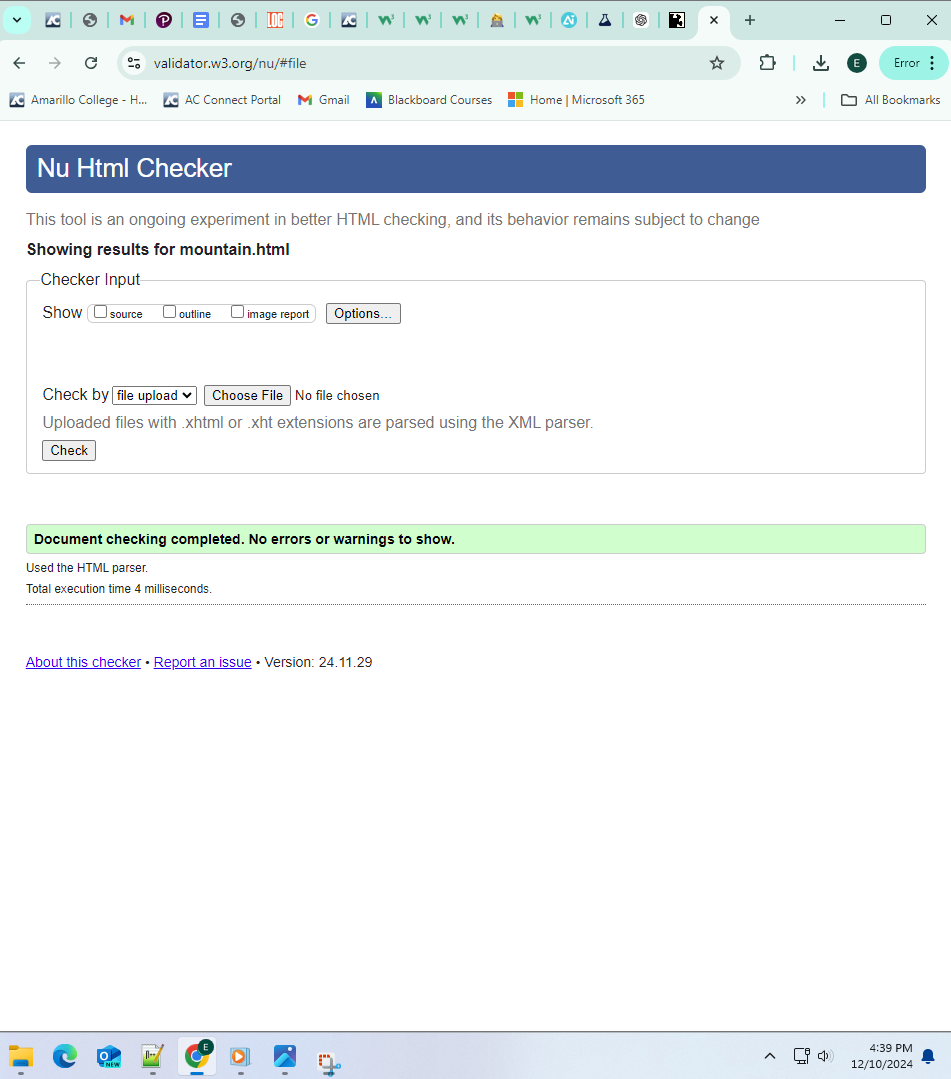 validator.w3.org/nu/#file
E
Error
Amarillo College - H...
AC Connect Portal
Gmail
Blackboard Courses
Home | Microsoft 365
All Bookmarks
Nu Html Checker
This tool is an ongoing experiment in better HTML checking, and its behavior remains subject to change
Showing results for mountain.html
Checker Input
Show source outline image report Options...
Check by file upload Choose File No file chosen
Uploaded files with .xhtml or .xht extensions are parsed using the XML parser.
Check
Document checking completed. No errors or warnings to show.
Used the HTML parser.
Total execution time 4 milliseconds.
About this checker • Report an issue • Version: 24.11.29
4:39 PM
12/10/2024